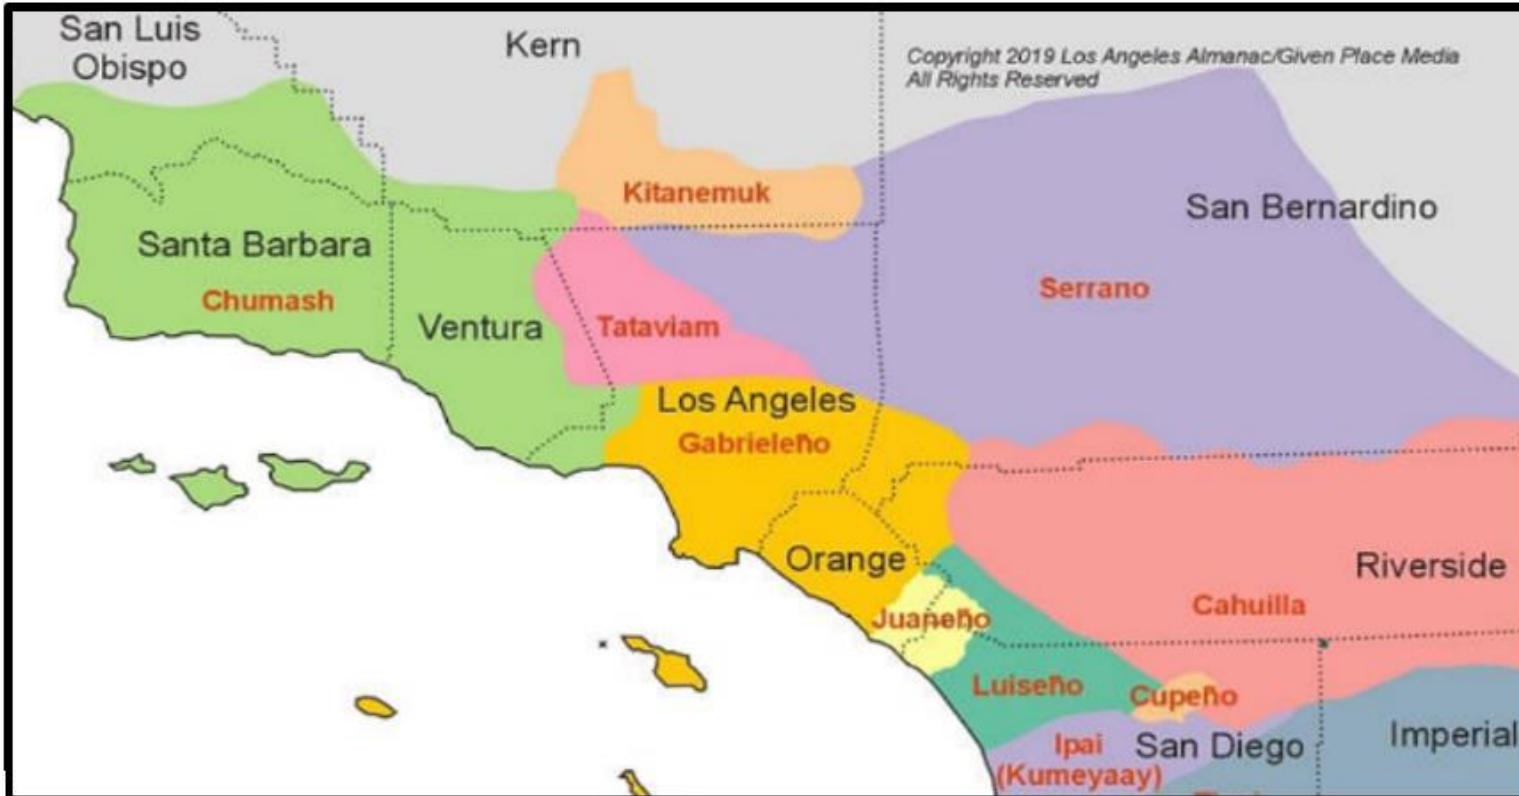 San Luis
Obispo
Kern
Copyright 2019 Los Angeles Almanac/Given Place Media
All Rights Reserved
Kitanemuk
San Bernardino
Santa Barbara
Chumash
Serrano
Ventura
Tataviam
Los Angeles
Gabrieleño
Orange
Riverside
Cahuilla
Juaneño
Luiseño
Cupeño
Ipai
(Kumeyaay)
San Diego
Imperial